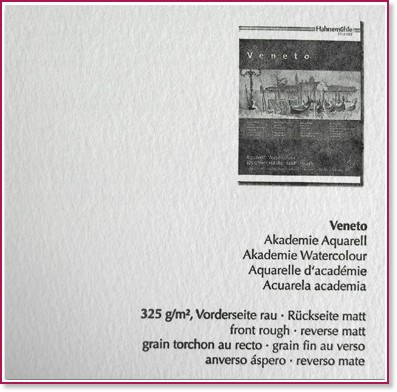 Hahnemühle
Veneto
Veneto
Akademie Aquarell
Akademie Watercolour
Aquarelle d'académie
Acuarela academia
325 g/m², Vorderseite rau · Rückseite matt
front rough · reverse matt
grain torchon au recto · grain fin au verso
anverso áspero · reverso mate